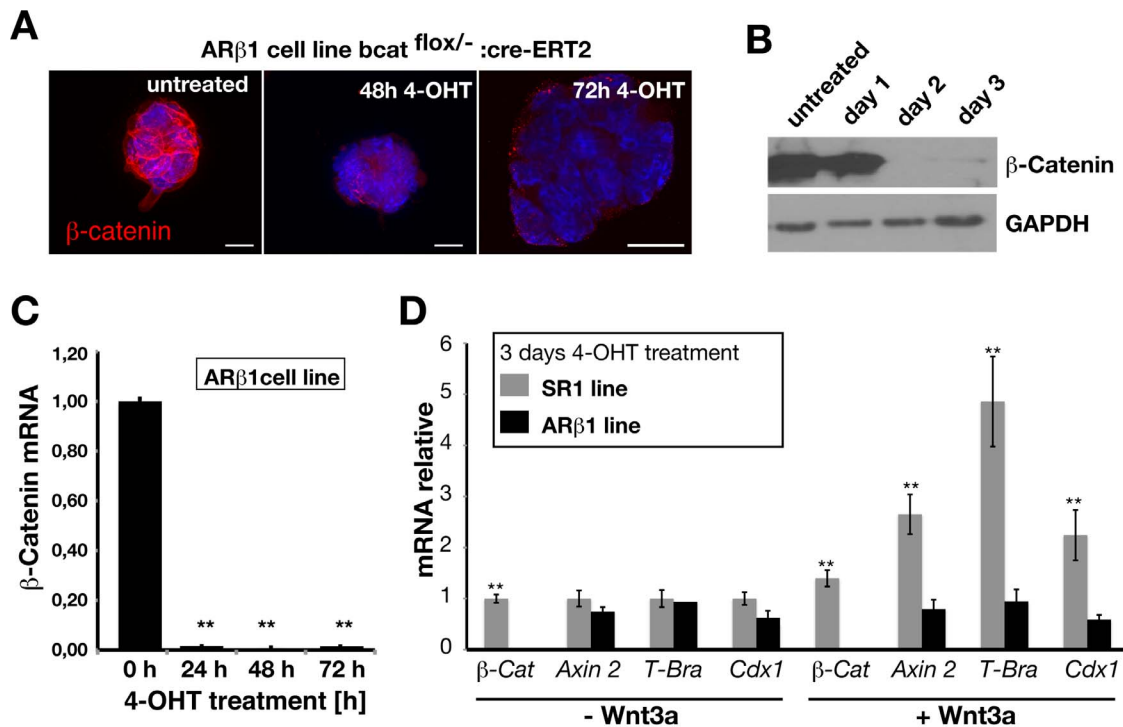 A
ARβ1 cell line bcat flox/- :cre-ERT2
untreated
48h 4-OHT
72h 4-OHT
β-catenin
B
untreated
day 1
day 2
day 3
β-Catenin
GAPDH
C
1,20
1,00
0,80
0,60
0,40
0,20
0,00
β-Catenin mRNA
ARβ1cell line
** ** **
0 h 24 h 48 h 72 h
4-OHT treatment [h]
D
6
5
4
3
2
1
0
mRNA relative
3 days 4-OHT treatment
SR1 line
ARβ1 line
** ** ** ** **
β-Cat Axin 2 T-Bra Cdx1 β-Cat Axin 2 T-Bra Cdx1
- Wnt3a + Wnt3a